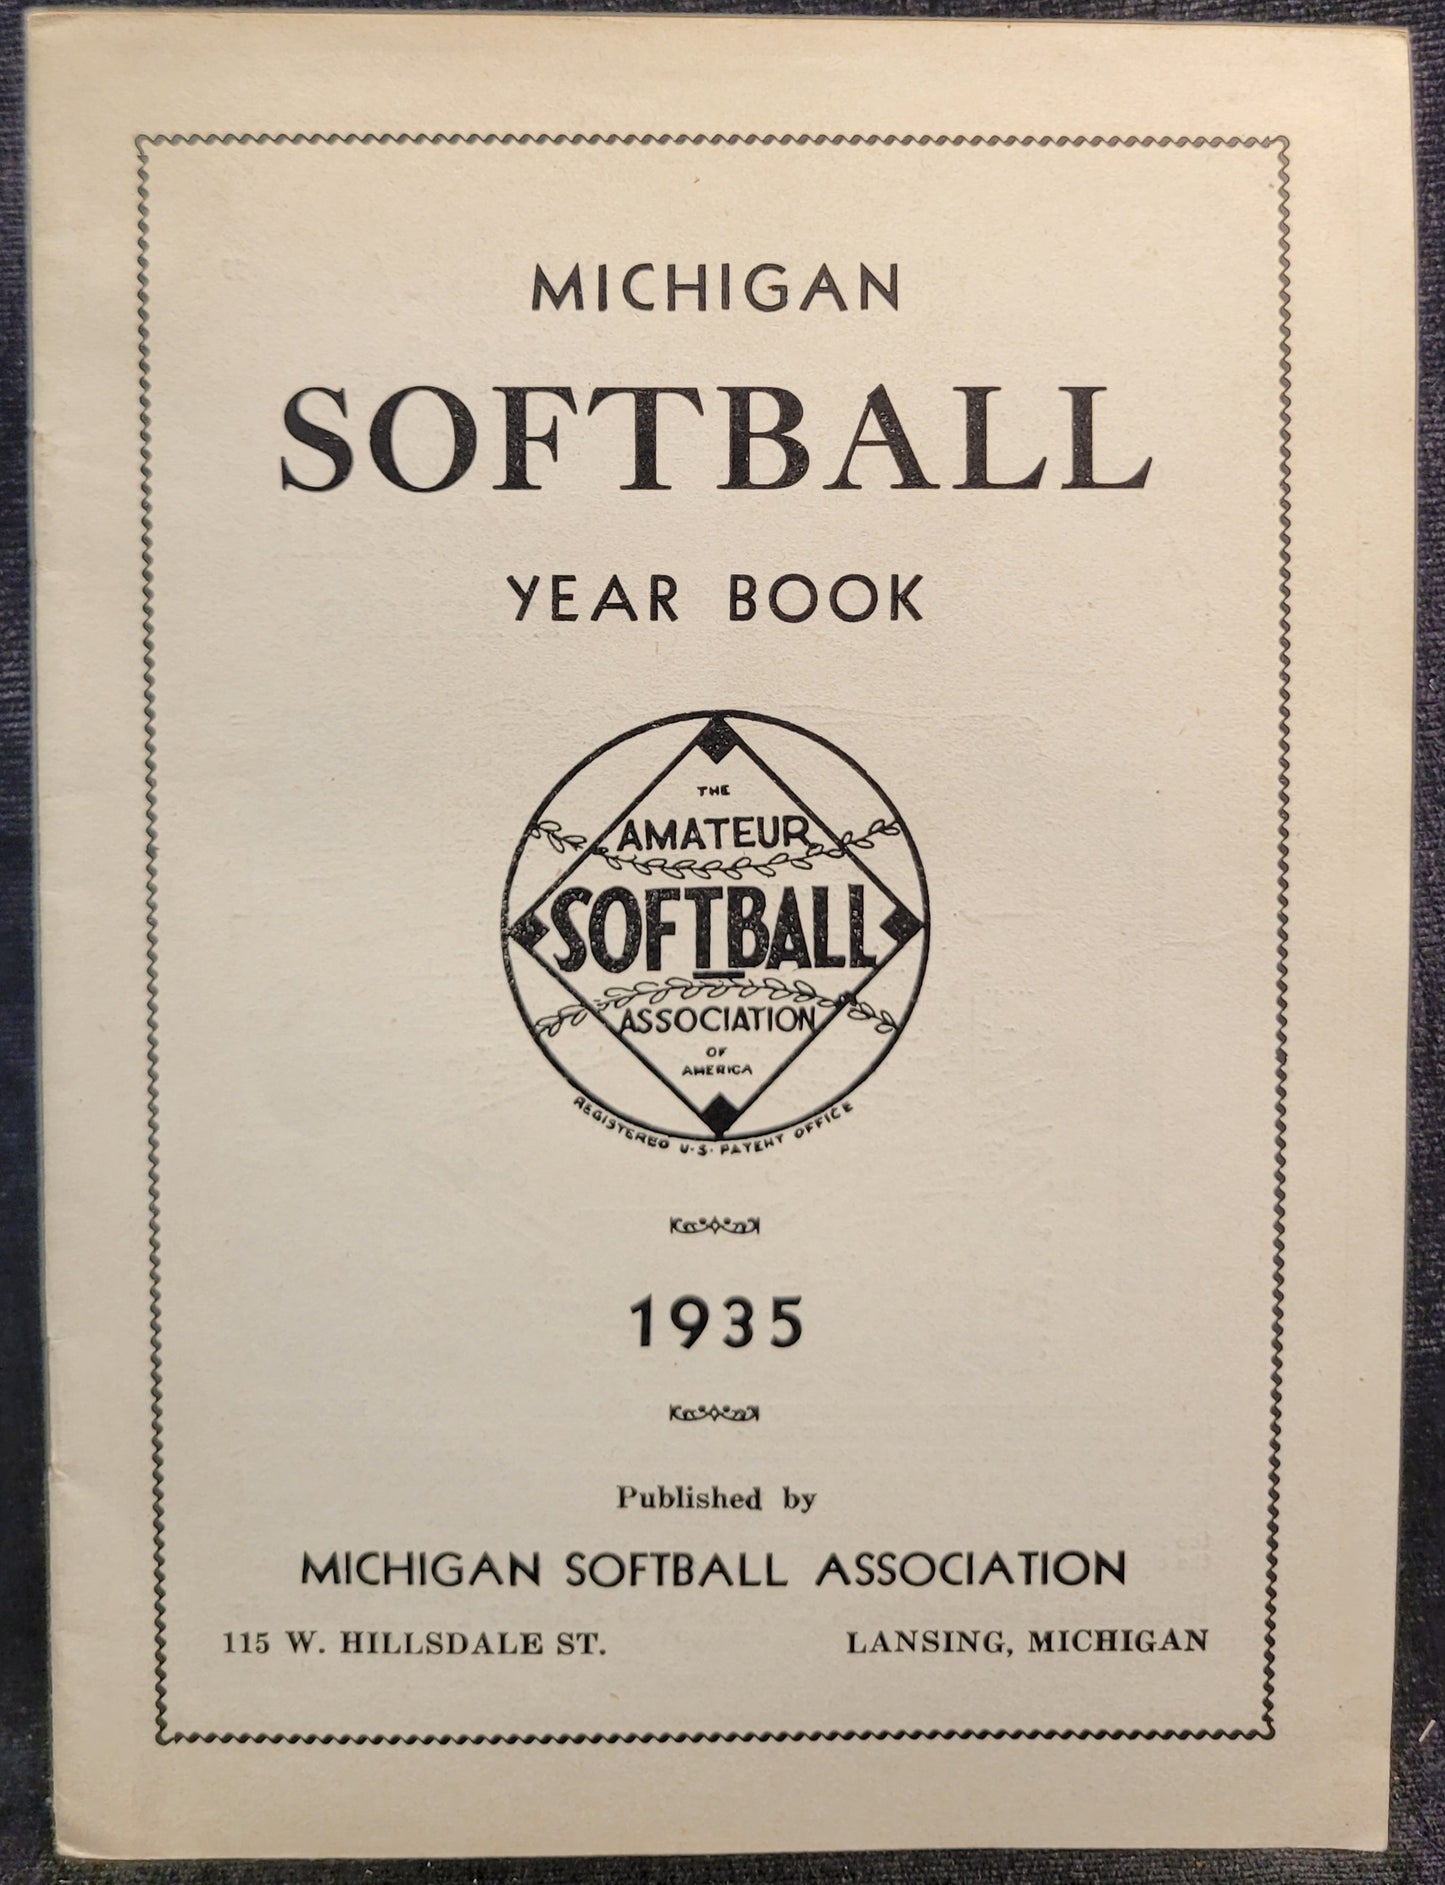 MICHIGAN
SOFTBALL
YEAR BOOK
THE
AMATEUR
SOFTBALL
ASSOCIATION
OF
AMERICA
REGISTERED U.S. PATENT OFFICE
1935
Published by
MICHIGAN SOFTBALL ASSOCIATION
115 W. HILLSDALE ST. LANSING, MICHIGAN